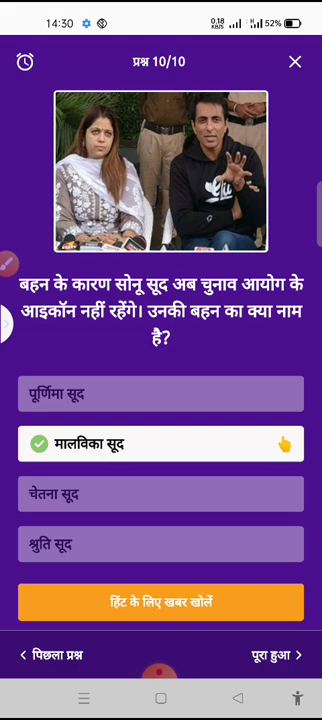 14:30 0.18 KB/S H 52%
प्रश्न 10/10
बहन के कारण सोनू सूद अब चुनाव आयोग के
आइकॉन नहीं रहेंगे। उनकी बहन का क्या नाम
है?
पूर्णिमा सूद
मालविका सूद
चेतना सूद
श्रुति सूद
हिंट के लिए खबर खोलें
पिछला प्रश्न
पूरा हुआ